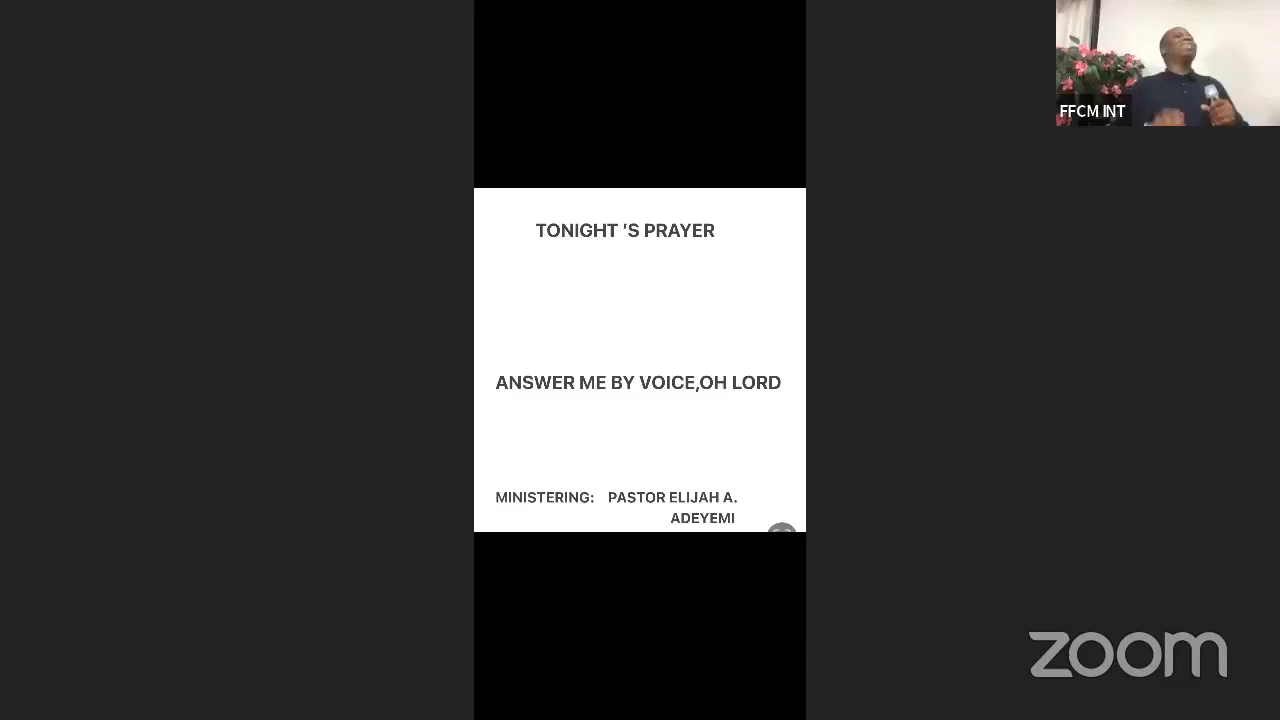 FFCM INT
TONIGHT 'S PRAYER
ANSWER ME BY VOICE,OH LORD
MINISTERING: PASTOR ELIJAH A.
ADEYEMI
zoom